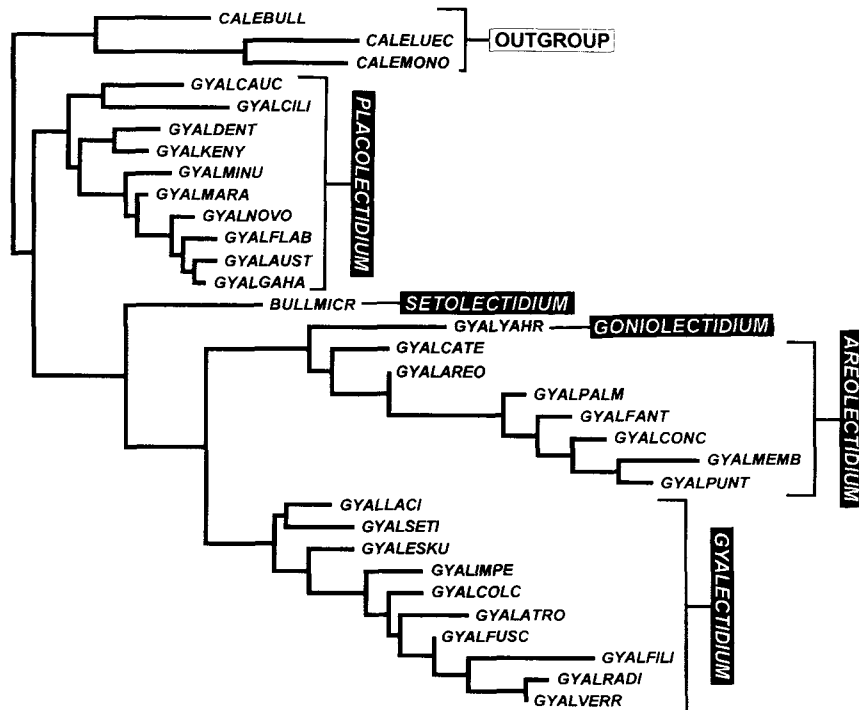 CALEBULL
CALELUEC
OUTGROUP
CALEMONO
GYALCAUC
GYALCILI
GYALDENT
GYALKENY
GYALMINU
GYALMARA
GYALNOVO
GYALFLAB
GYALAUST
GYALGAHA
PLACOLECTIDIUM
BULLMICR
SETOLECTIDIUM
GYALYAHR
GONIOLECTIDIUM
GYALCATE
GYALAREO
GYALPALM
GYALFANT
GYALCONC
GYALMEMB
GYALPUNT
AREOLECTIDIUM
GYALLACI
GYALSETI
GYALESKU
GYALIMPE
GYALCOLC
GYALATRO
GYALFUSC
GYALFILI
GYALRADI
GYALVERR
GYALECTIDIUM